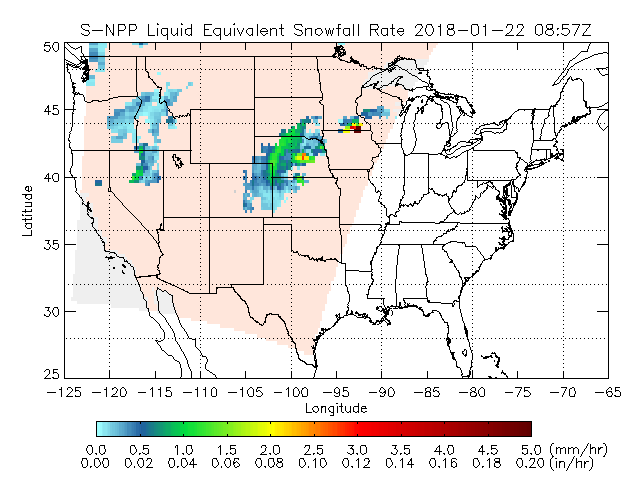 S-NPP Liquid Equivalent Snowfall Rate 2018-01-22 08:57Z
50
45
40
35
30
25
Latitude
-125 -120 -115 -110 -105 -100 -95 -90 -85 -80 -75 -70 -65
Longitude
0.0 0.5 1.0 1.5 2.0 2.5 3.0 3.5 4.0 4.5 5.0 (mm/hr)
0.00 0.02 0.04 0.06 0.08 0.10 0.12 0.14 0.16 0.18 0.20 (in/hr)